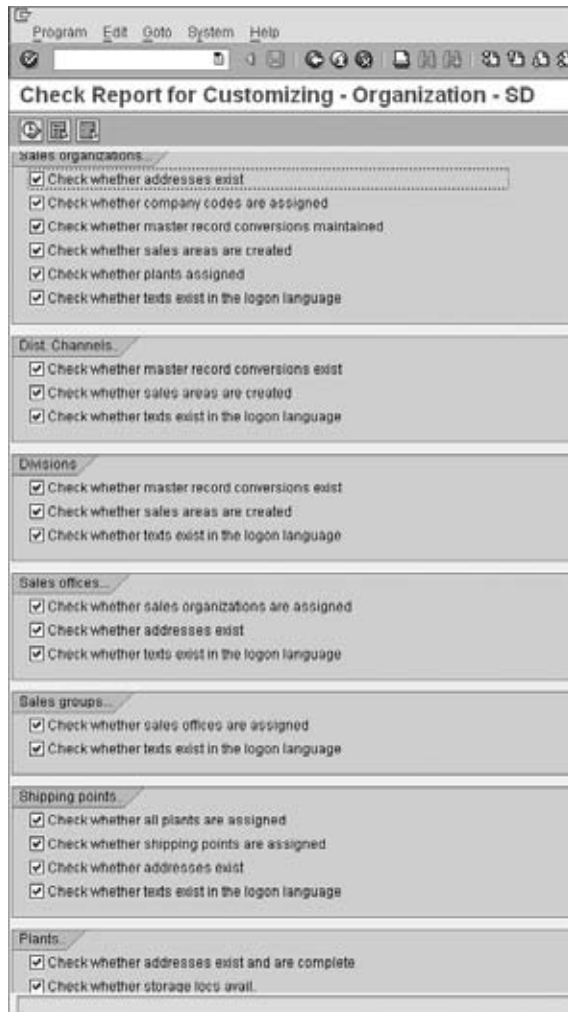 Program Edit Goto System Help
Check Report for Customizing - Organization - SD
Sales organizations...
Check whether addresses exist
Check whether company codes are assigned
Check whether master record conversions maintained
Check whether sales areas are created
Check whether plants assigned
Check whether texts exist in the logon language
Dist. Channels...
Check whether master record conversions exist
Check whether sales areas are created
Check whether texts exist in the logon language
Divisions
Check whether master record conversions exist
Check whether sales areas are created
Check whether texts exist in the logon language
Sales offices...
Check whether sales organizations are assigned
Check whether addresses exist
Check whether texts exist in the logon language
Sales groups...
Check whether sales offices are assigned
Check whether texts exist in the logon language
Shipping points
Check whether all plants are assigned
Check whether shipping points are assigned
Check whether addresses exist
Check whether texts exist in the logon language
Plants...
Check whether addresses exist and are complete
Check whether storage locs avail.